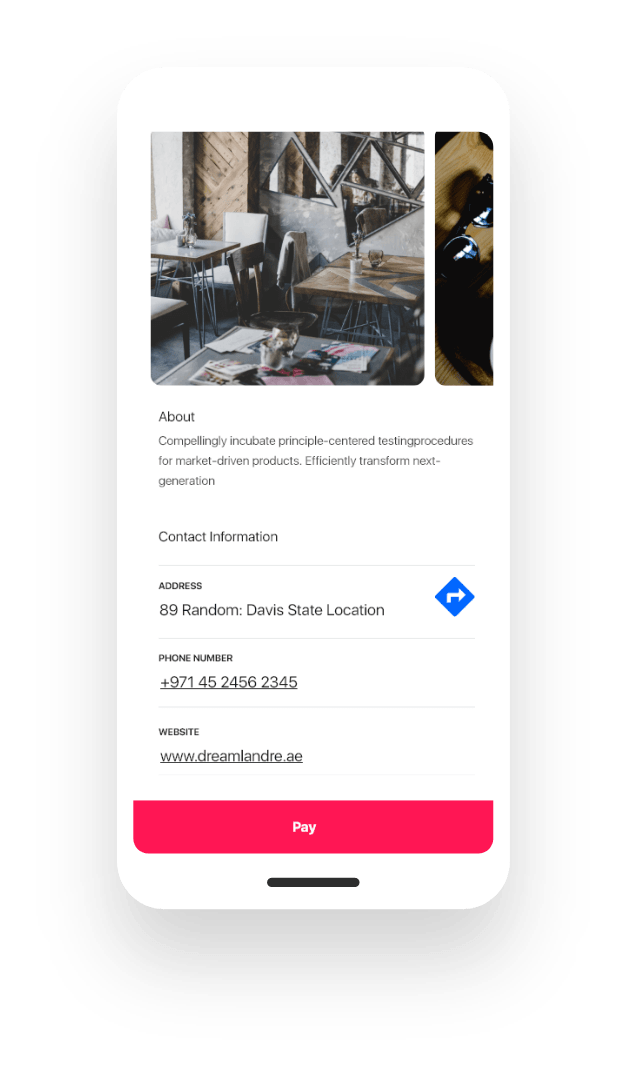 About
Compellingly incubate principle-centered testingprocedures
for market-driven products. Efficiently transform next-
generation
Contact Information
ADDRESS
89 Random: Davis State Location
PHONE NUMBER
+971 45 2456 2345
WEBSITE
www.dreamlandre.ae
Pay